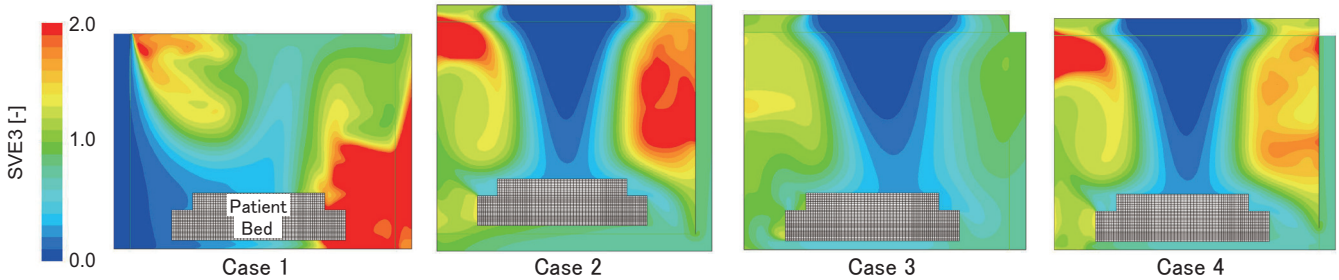 SVE3 [-]
2.0
1.0
0.0
Patient
Bed
Case 1
Case 2
Case 3
Case 4